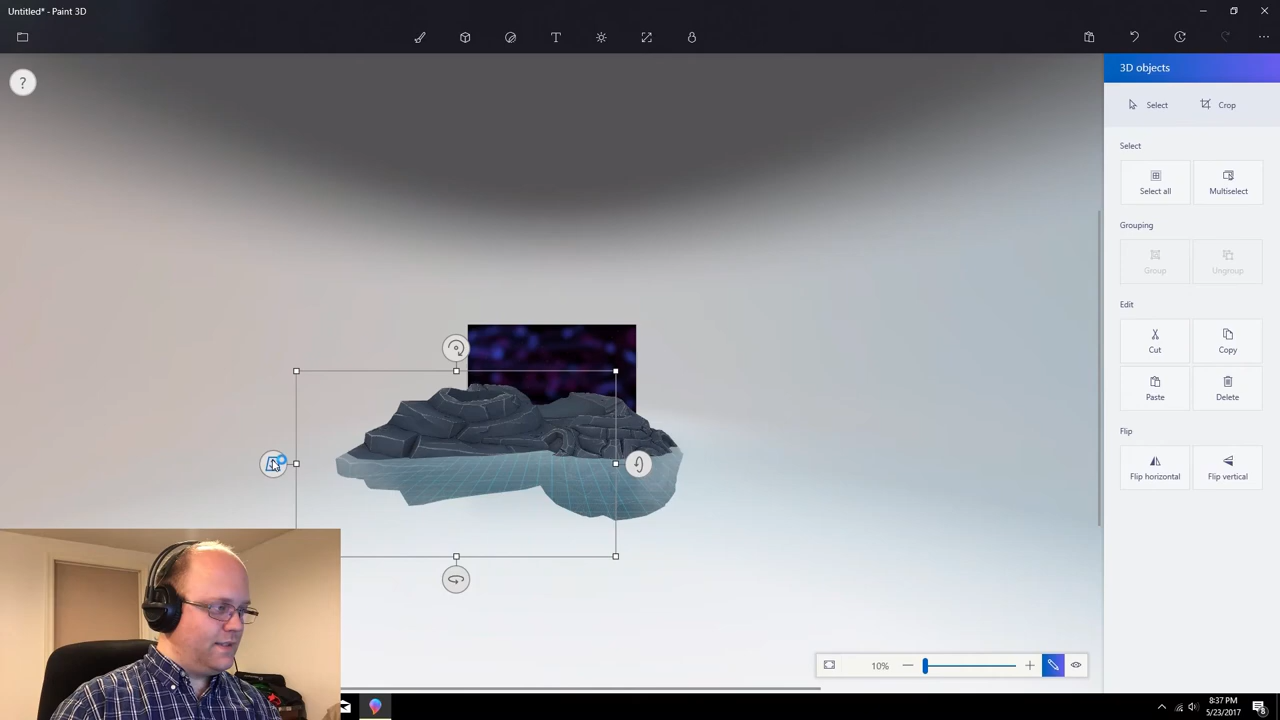 Untitled* - Paint 3D
?
3D objects
Select
Crop
Select
Select all
Multiselect
Grouping
Group
Ungroup
Edit
Cut
Copy
Paste
Delete
Flip
Flip horizontal
Flip vertical
10%
8:37 PM
5/23/2017
8